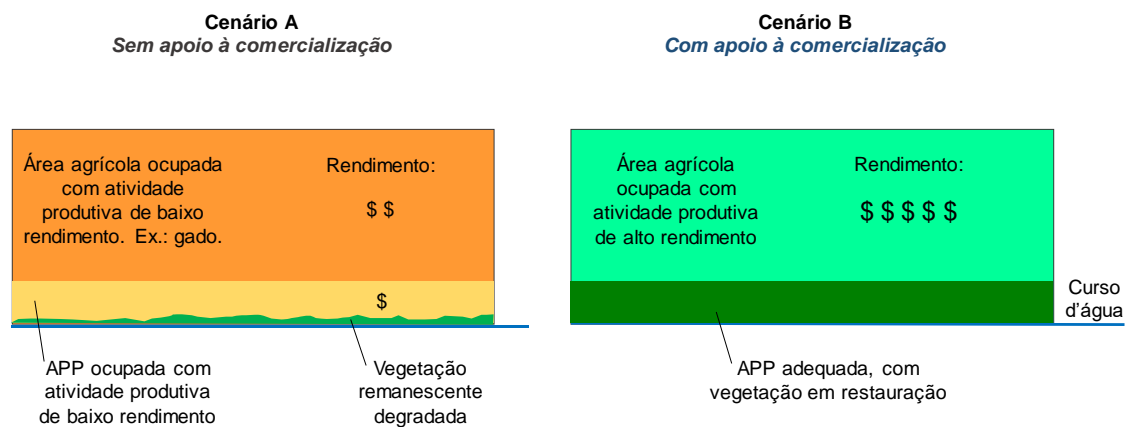 Cenário A
Sem apoio à comercialização
Cenário B
Com apoio à comercialização
Área agrícola ocupada
com atividade
produtiva de baixo
rendimento. Ex.: gado.
Rendimento:
$ $
$
APP ocupada com
atividade produtiva
de baixo rendimento
Vegetação
remanescente
degradada
Área agrícola
ocupada com
atividade produtiva
de alto rendimento
Rendimento:
$ $ $ $ $
Curso
d'água
APP adequada, com
vegetação em restauração